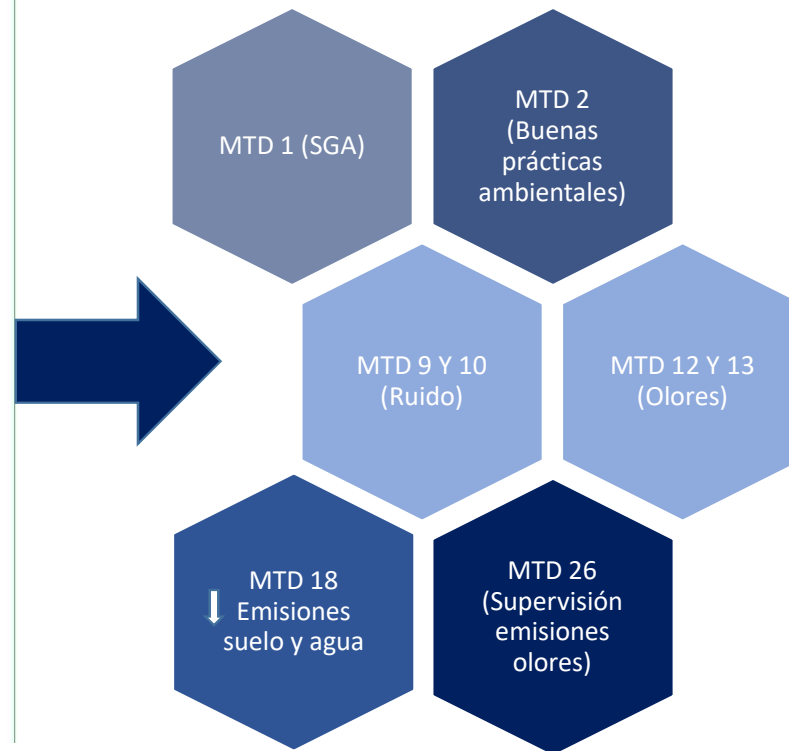 MTD 1 (SGA)
MTD 2
(Buenas
prácticas
ambientales)
MTD 9 Y 10
(Ruido)
MTD 12 Y 13
(Olores)
MTD 18
Emisiones
suelo y agua
MTD 26
(Supervisión
emisiones
olores)